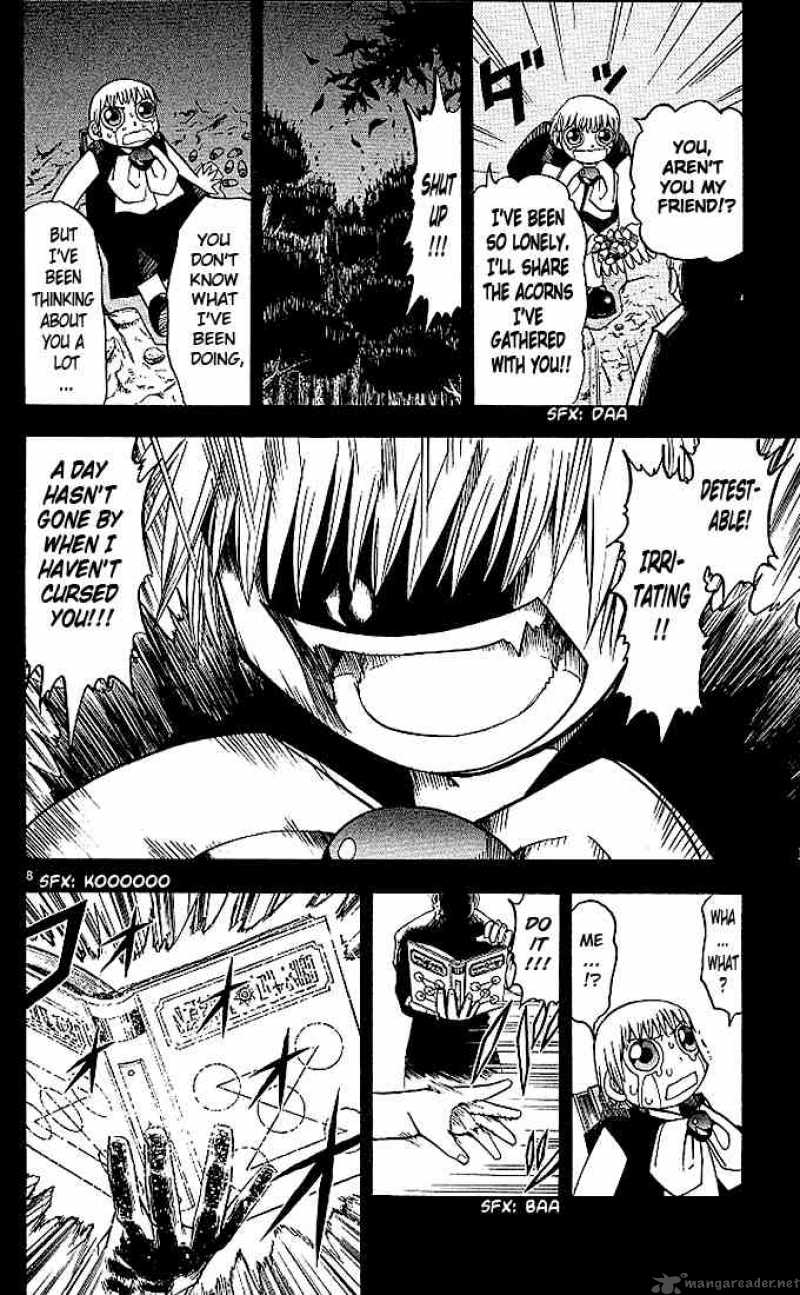 YOU,
AREN'T
YOU MY
FRIEND!?
I'VE BEEN
SO LONELY.
I'LL SHARE
THE ACORNS
I'VE
GATHERED
WITH YOU!!
ダッ
SFX: DAA
SHUT
UP
!!!
YOU
DON'T
KNOW
WHAT
I'VE
BEEN
DOING,
BUT
I'VE
BEEN
THINKING
ABOUT
YOU A
LOT
...
DETEST-
ABLE!
IRRI-
TATING
!!
A DAY
HASN'T
GONE BY
WHEN I
HAVEN'T
CURSED
YOU!!!
8
WHA
...
WHAT
?
ME
...
!?
DO
IT
!!!
SFX: BAA
SFX: KOOOOOO
mangareader.net